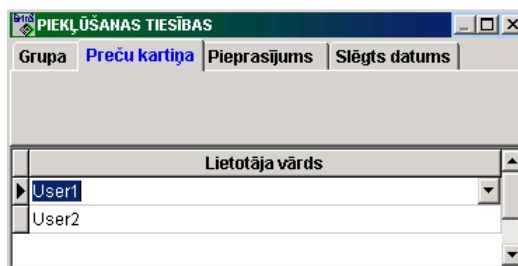 PIEKĻŪŠANAS TIESĪBAS
Grupa Preču kartiņa Pieprasījums Slēgts datums
Lietotāja vārds
User1
User2